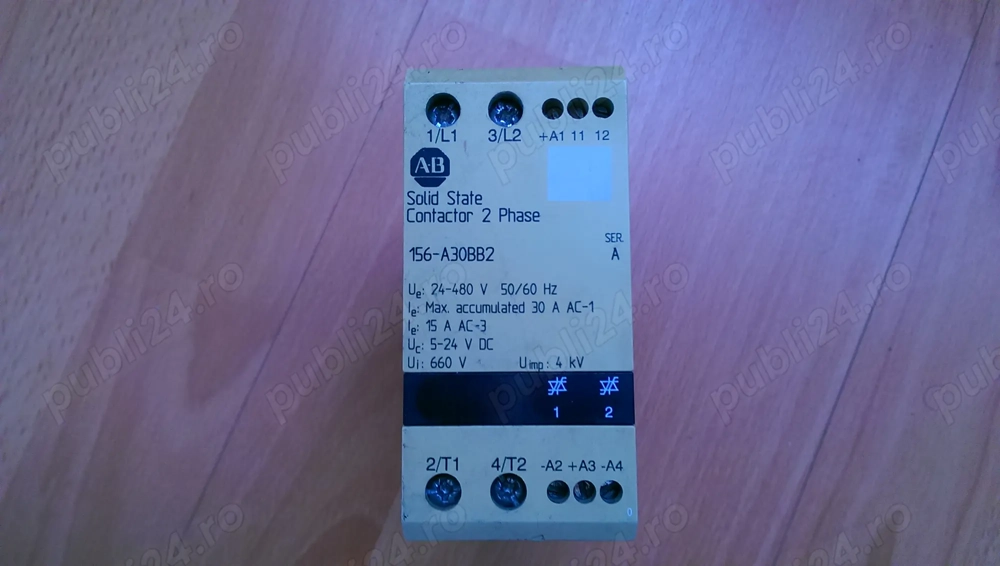 1/L1 3/L2 +A1 11 12
AB
Solid State
Contactor 2 Phase
SER.
156-A30BB2 A
Ue: 24-480 V 50/60 Hz
Ie: Max. accumulated 30 A AC-1
Ie: 15 A AC-3
Uc: 5-24 V DC
Ui: 660 V Uimp: 4 kV
1 2
2/T1 4/T2 -A2 +A3 -A4
0
publi24.ro